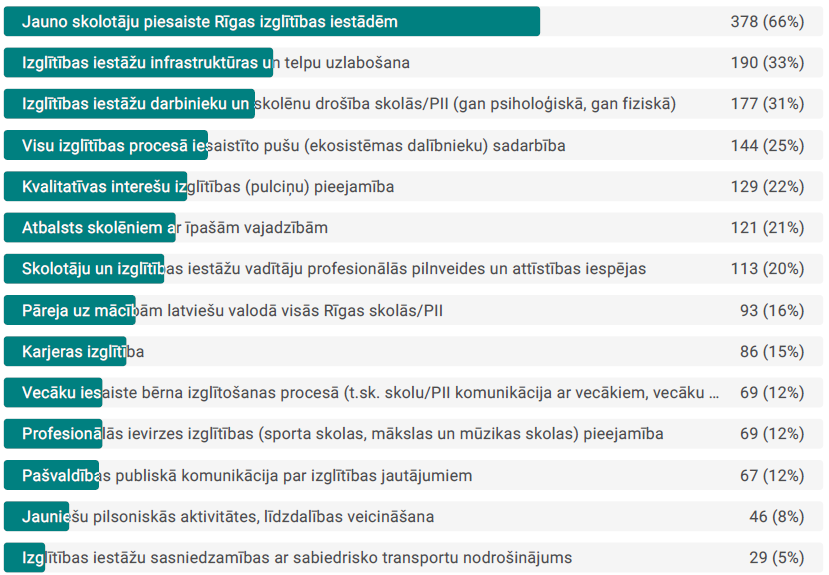 Jauno skolotāju piesaiste Rīgas izglītības iestādēm 378 (66%)
Izglītības iestāžu infrastruktūras un telpu uzlabošana 190 (33%)
Izglītības iestāžu darbinieku un skolēnu drošība skolās/PII (gan psiholoģiskā, gan fiziskā) 177 (31%)
Visu izglītības procesā iesaistīto pušu (ekosistēmas dalībnieku) sadarbība 144 (25%)
Kvalitatīvas interešu izglītības (pulciņu) pieejamība 129 (22%)
Atbalsts skolēniem ar īpašām vajadzībām 121 (21%)
Skolotāju un izglītības iestāžu vadītāju profesionālās pilnveides un attīstības iespējas 113 (20%)
Pāreja uz mācībām latviešu valodā visās Rīgas skolās/PII 93 (16%)
Karjeras izglītība 86 (15%)
Vecāku iesaiste bērna izglītošanas procesā (t.sk. skolu/PII komunikācija ar vecākiem, vecāku ... 69 (12%)
Profesionālās ievirzes izglītības (sporta skolas, mākslas un mūzikas skolas) pieejamība 69 (12%)
Pašvaldības publiskā komunikācija par izglītības jautājumiem 67 (12%)
Jauniešu pilsoniskās aktivitātes, līdzdalības veicināšana 46 (8%)
Izglītības iestāžu sasniedzamības ar sabiedrisko transportu nodrošinājums 29 (5%)